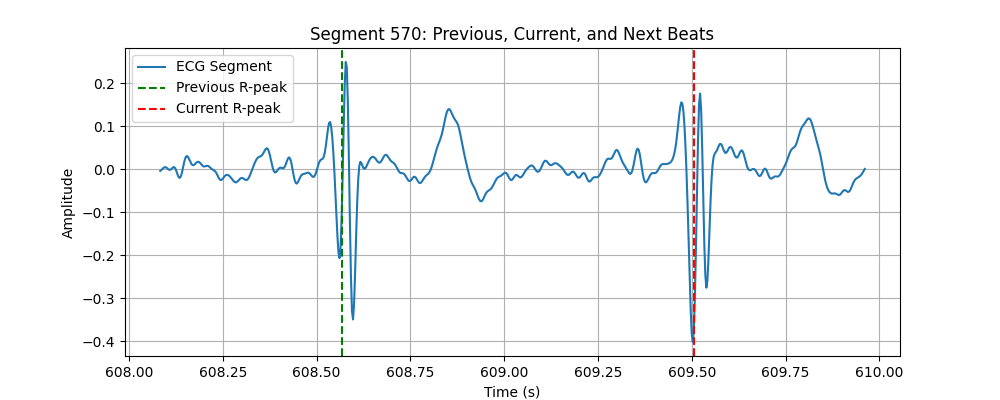 Segment 570: Previous, Current, and Next Beats
ECG Segment
Previous R-peak
Current R-peak
Amplitude
0.2
0.1
0.0
−0.1
−0.2
−0.3
−0.4
608.00 608.25 608.50 608.75 609.00 609.25 609.50 609.75 610.00
Time (s)